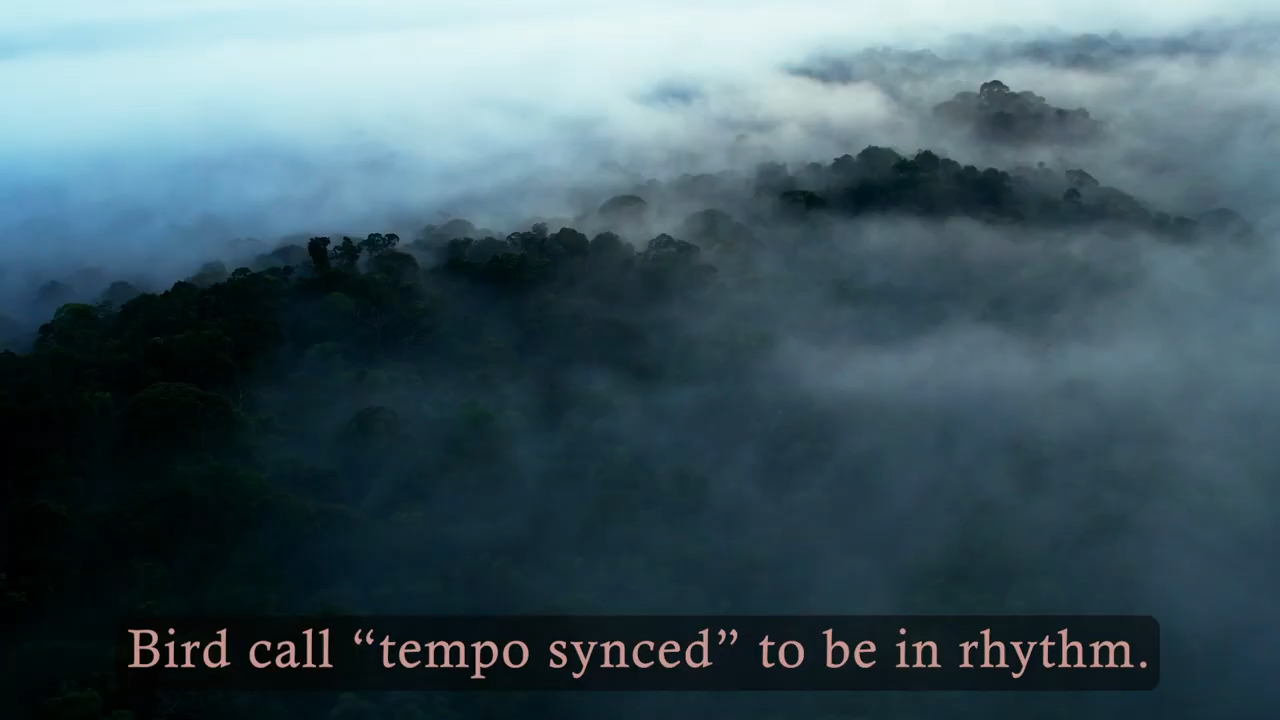 Bird call “tempo synced” to be in rhythm.